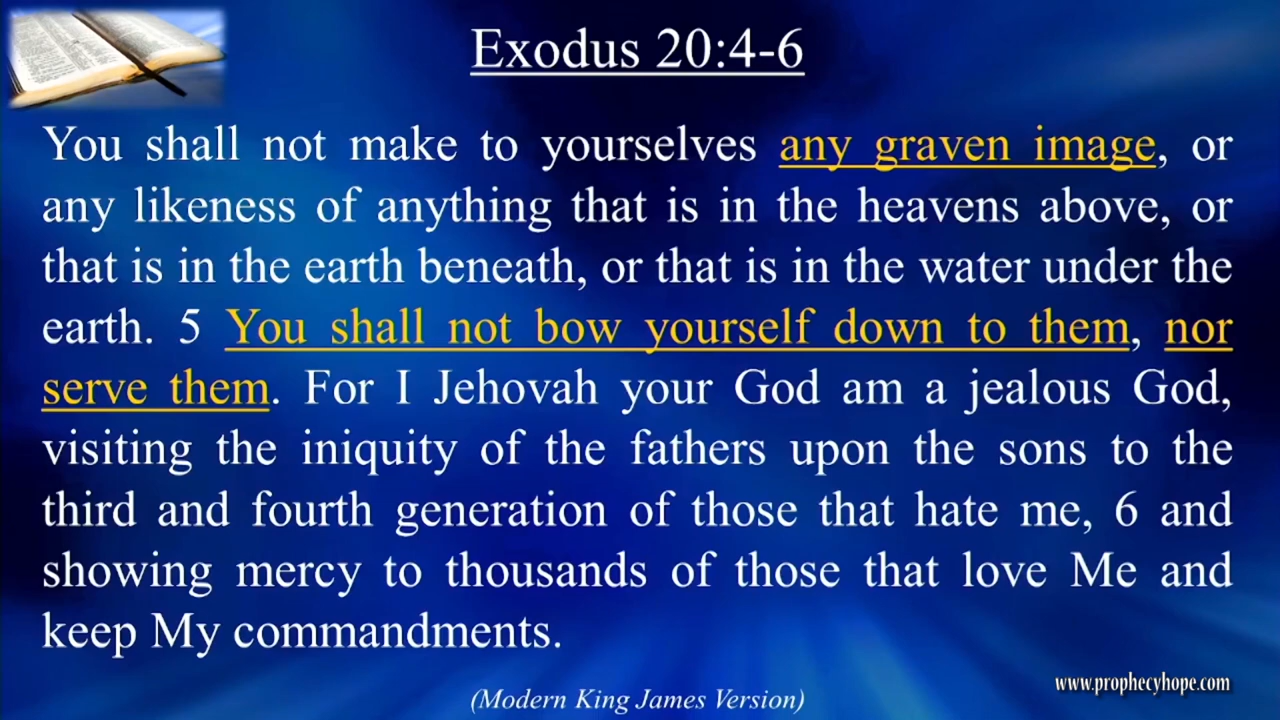 Exodus 20:4-6
You shall not make to yourselves any graven image, or
any likeness of anything that is in the heavens above, or
that is in the earth beneath, or that is in the water under the
earth. 5 You shall not bow yourself down to them, nor
serve them. For I Jehovah your God am a jealous God,
visiting the iniquity of the fathers upon the sons to the
third and fourth generation of those that hate me, 6 and
showing mercy to thousands of those that love Me and
keep My commandments.
www.prophecyhope.com
(Modern King James Version)